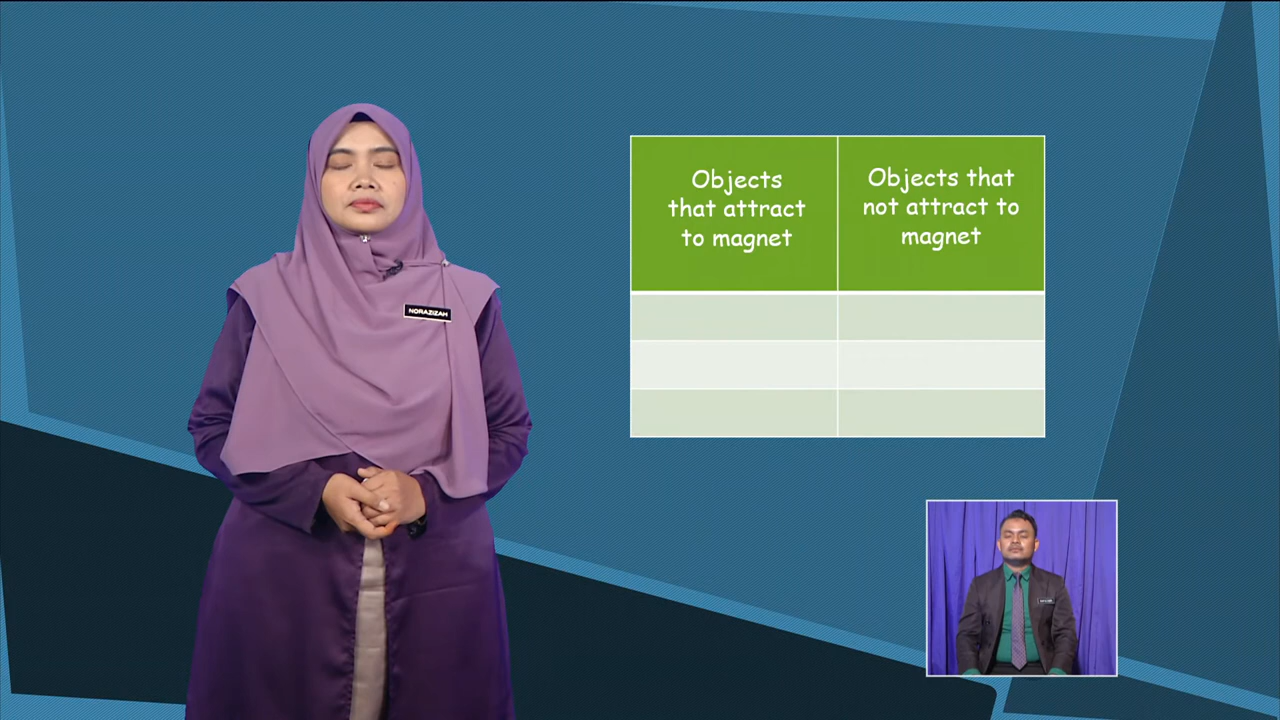 NORAZIZAH
Objects
that attract
to magnet
Objects that
not attract to
magnet